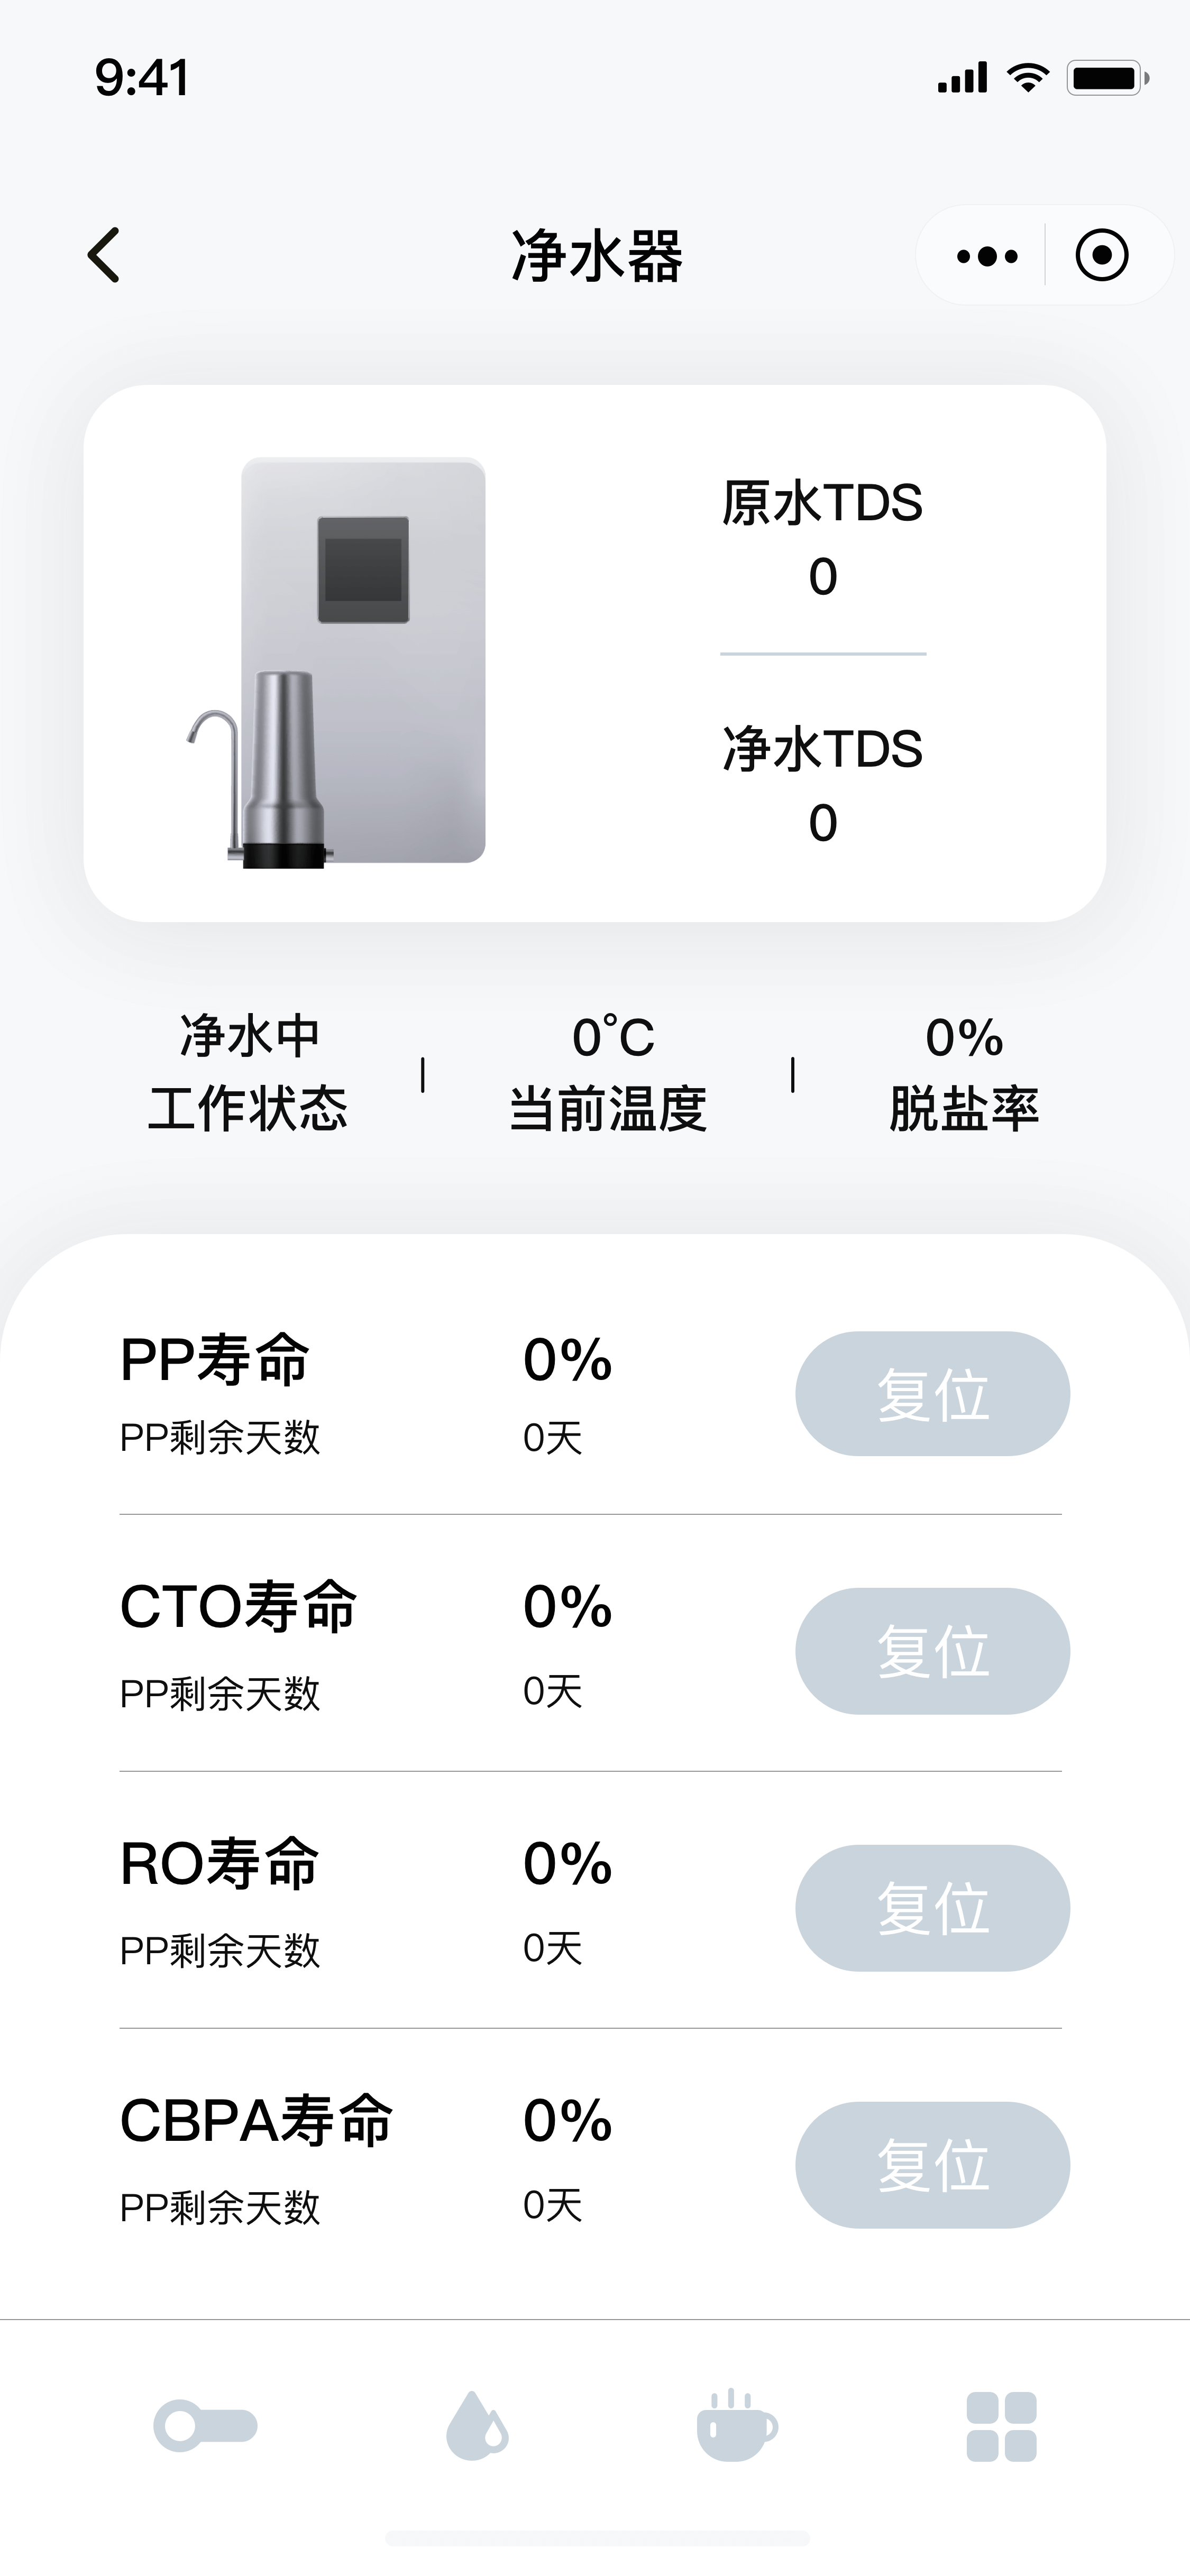 9:41
净水器
原水TDS
0
净水TDS
0
净水中
工作状态
0°C
当前温度
0%
脱盐率
PP寿命 0% 复位
PP剩余天数 0天
CTO寿命 0% 复位
PP剩余天数 0天
RO寿命 0% 复位
PP剩余天数 0天
CBPA寿命 0% 复位
PP剩余天数 0天